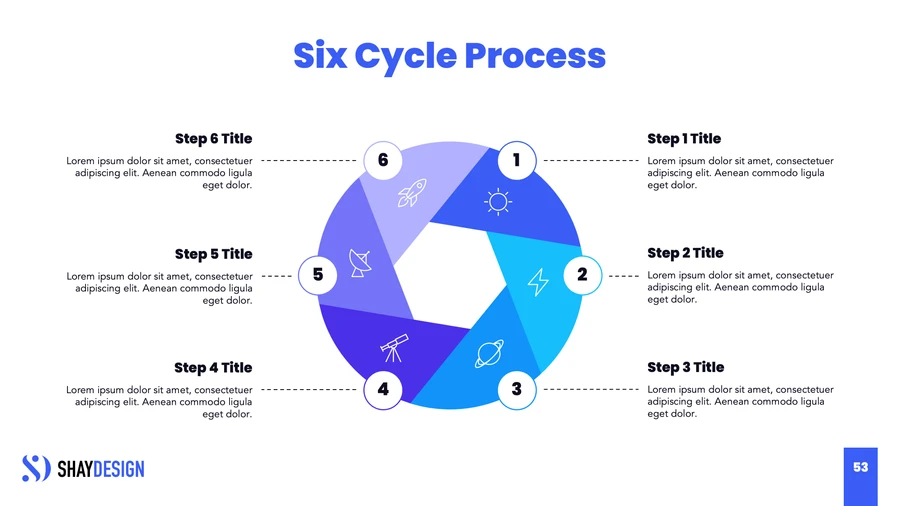 Six Cycle Process
Step 6 Title
Lorem ipsum dolor sit amet, consectetuer
adipiscing elit. Aenean commodo ligula
eget dolor.
Step 5 Title
Lorem ipsum dolor sit amet, consectetuer
adipiscing elit. Aenean commodo ligula
eget dolor.
Step 4 Title
Lorem ipsum dolor sit amet, consectetuer
adipiscing elit. Aenean commodo ligula
eget dolor.
6
1
5
2
4
3
Step 1 Title
Lorem ipsum dolor sit amet, consectetuer
adipiscing elit. Aenean commodo ligula
eget dolor.
Step 2 Title
Lorem ipsum dolor sit amet, consectetuer
adipiscing elit. Aenean commodo ligula
eget dolor.
Step 3 Title
Lorem ipsum dolor sit amet, consectetuer
adipiscing elit. Aenean commodo ligula
eget dolor.
SHAYDESIGN
53